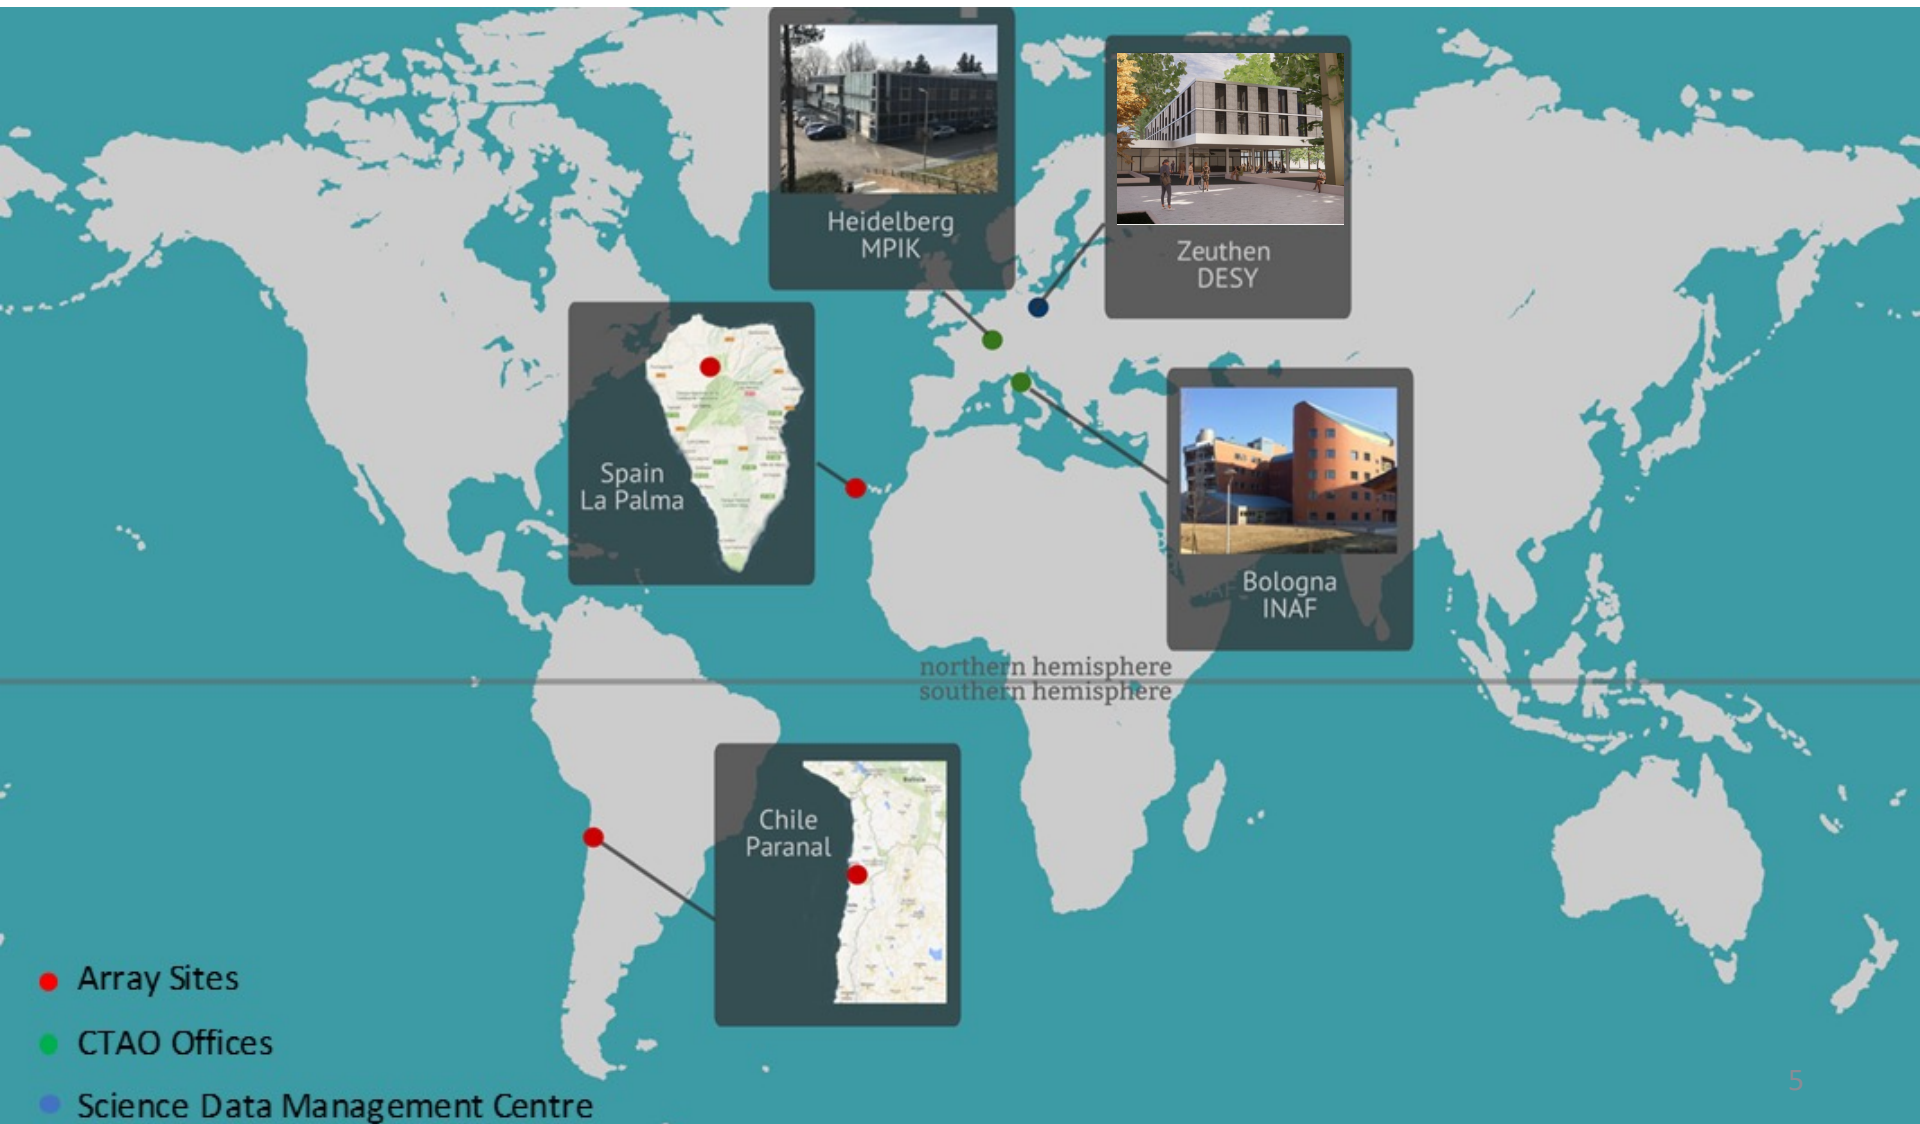 Heidelberg
MPIK
Zeuthen
DESY
Spain
La Palma
Bologna
INAF
northern hemisphere
southern hemisphere
Chile
Paranal
Bolivia
Array Sites
CTAO Offices
Science Data Management Centre
5